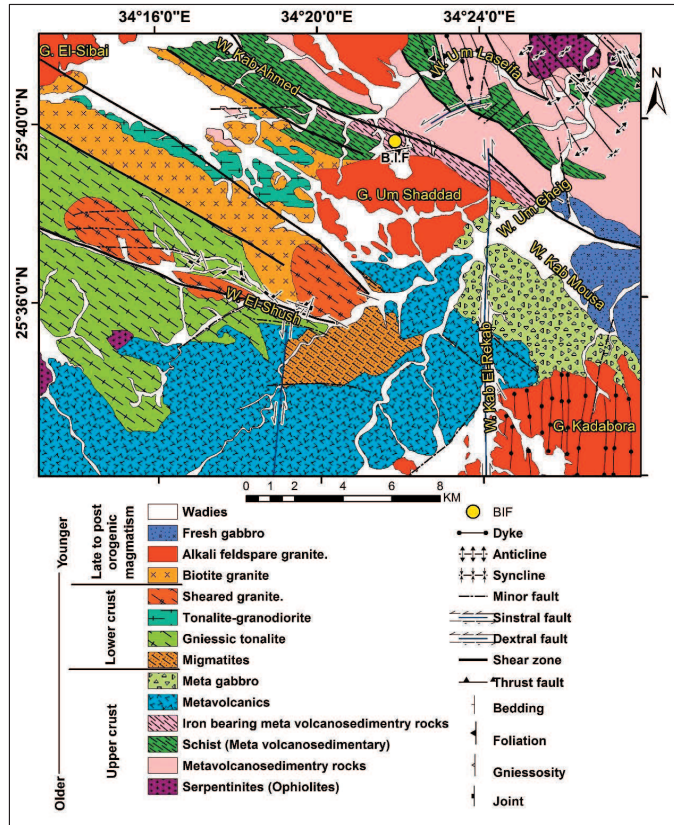 34°16'0"E
34°20'0"E
34°24'0"E
G. El-Sibai
W. Kab Ahmed
W. Um Laseifa
N
25°40'0"N
B.I.F
G. Um Shaddad
W. Um Gheig
W. Kab Mousa
25°36'0"N
W. El-Shush
W. Kab El-Rekab
G. Kadabora
0 0.5 1 2 4 6 8
KM
Younger
Older
Late to post
orogenic
magmatism
Lower crust
Upper crust
Wadies
Fresh gabbro
Alkali feldspare granite.
Biotite granite
Sheared granite.
Tonalite-granodiorite
Gniessic tonalite
Migmatites
Meta gabbro
Metavolcanics
Iron bearing meta volcanosedimentry rocks
Schist (Meta volcanosedimentary)
Metavolcanosedimentry rocks
Serpentinites (Ophiolites)
BIF
Dyke
Anticline
Syncline
Minor fault
Sinstral fault
Dextral fault
Shear zone
Thrust fault
Bedding
Foliation
Gniessosity
Joint